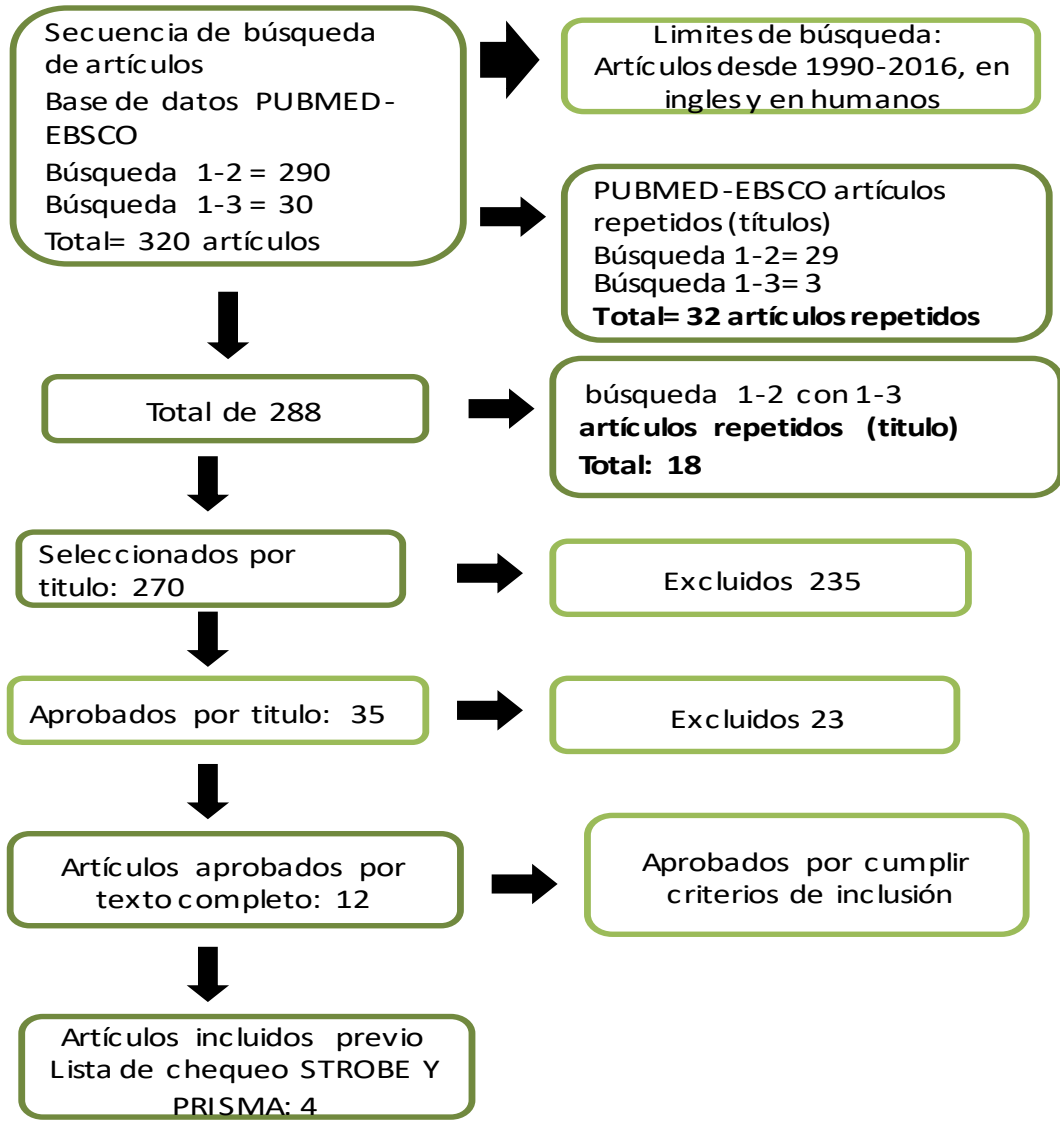 Secuencia de búsqueda
de artículos
Base de datos PUBMED-
EBSCO
Búsqueda 1-2 = 290
Búsqueda 1-3 = 30
Total= 320 artículos
Limites de búsqueda:
Artículos desde 1990-2016, en
ingles y en humanos
PUBMED-EBSCO artículos
repetidos (títulos)
Búsqueda 1-2= 29
Búsqueda 1-3= 3
Total= 32 artículos repetidos
Total de 288
búsqueda 1-2 con 1-3
artículos repetidos (titulo)
Total: 18
Seleccionados por
titulo: 270
Excluidos 235
Aprobados por titulo: 35
Excluidos 23
Artículos aprobados por
texto completo: 12
Aprobados por cumplir
criterios de inclusión
Artículos incluidos previo
Lista de chequeo STROBE Y
PRISMA: 4